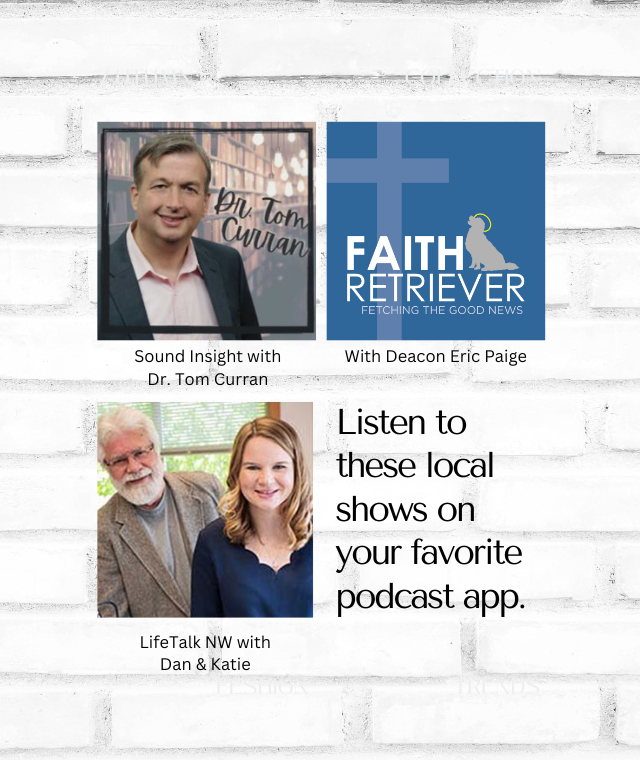 Dr. Tom
Curran
FAITH
RETRIEVER
FETCHING THE GOOD NEWS
Sound Insight with
Dr. Tom Curran
With Deacon Eric Paige
Listen to
these local
shows on
your favorite
podcast app.
LifeTalk NW with
Dan & Katie
TRENDS